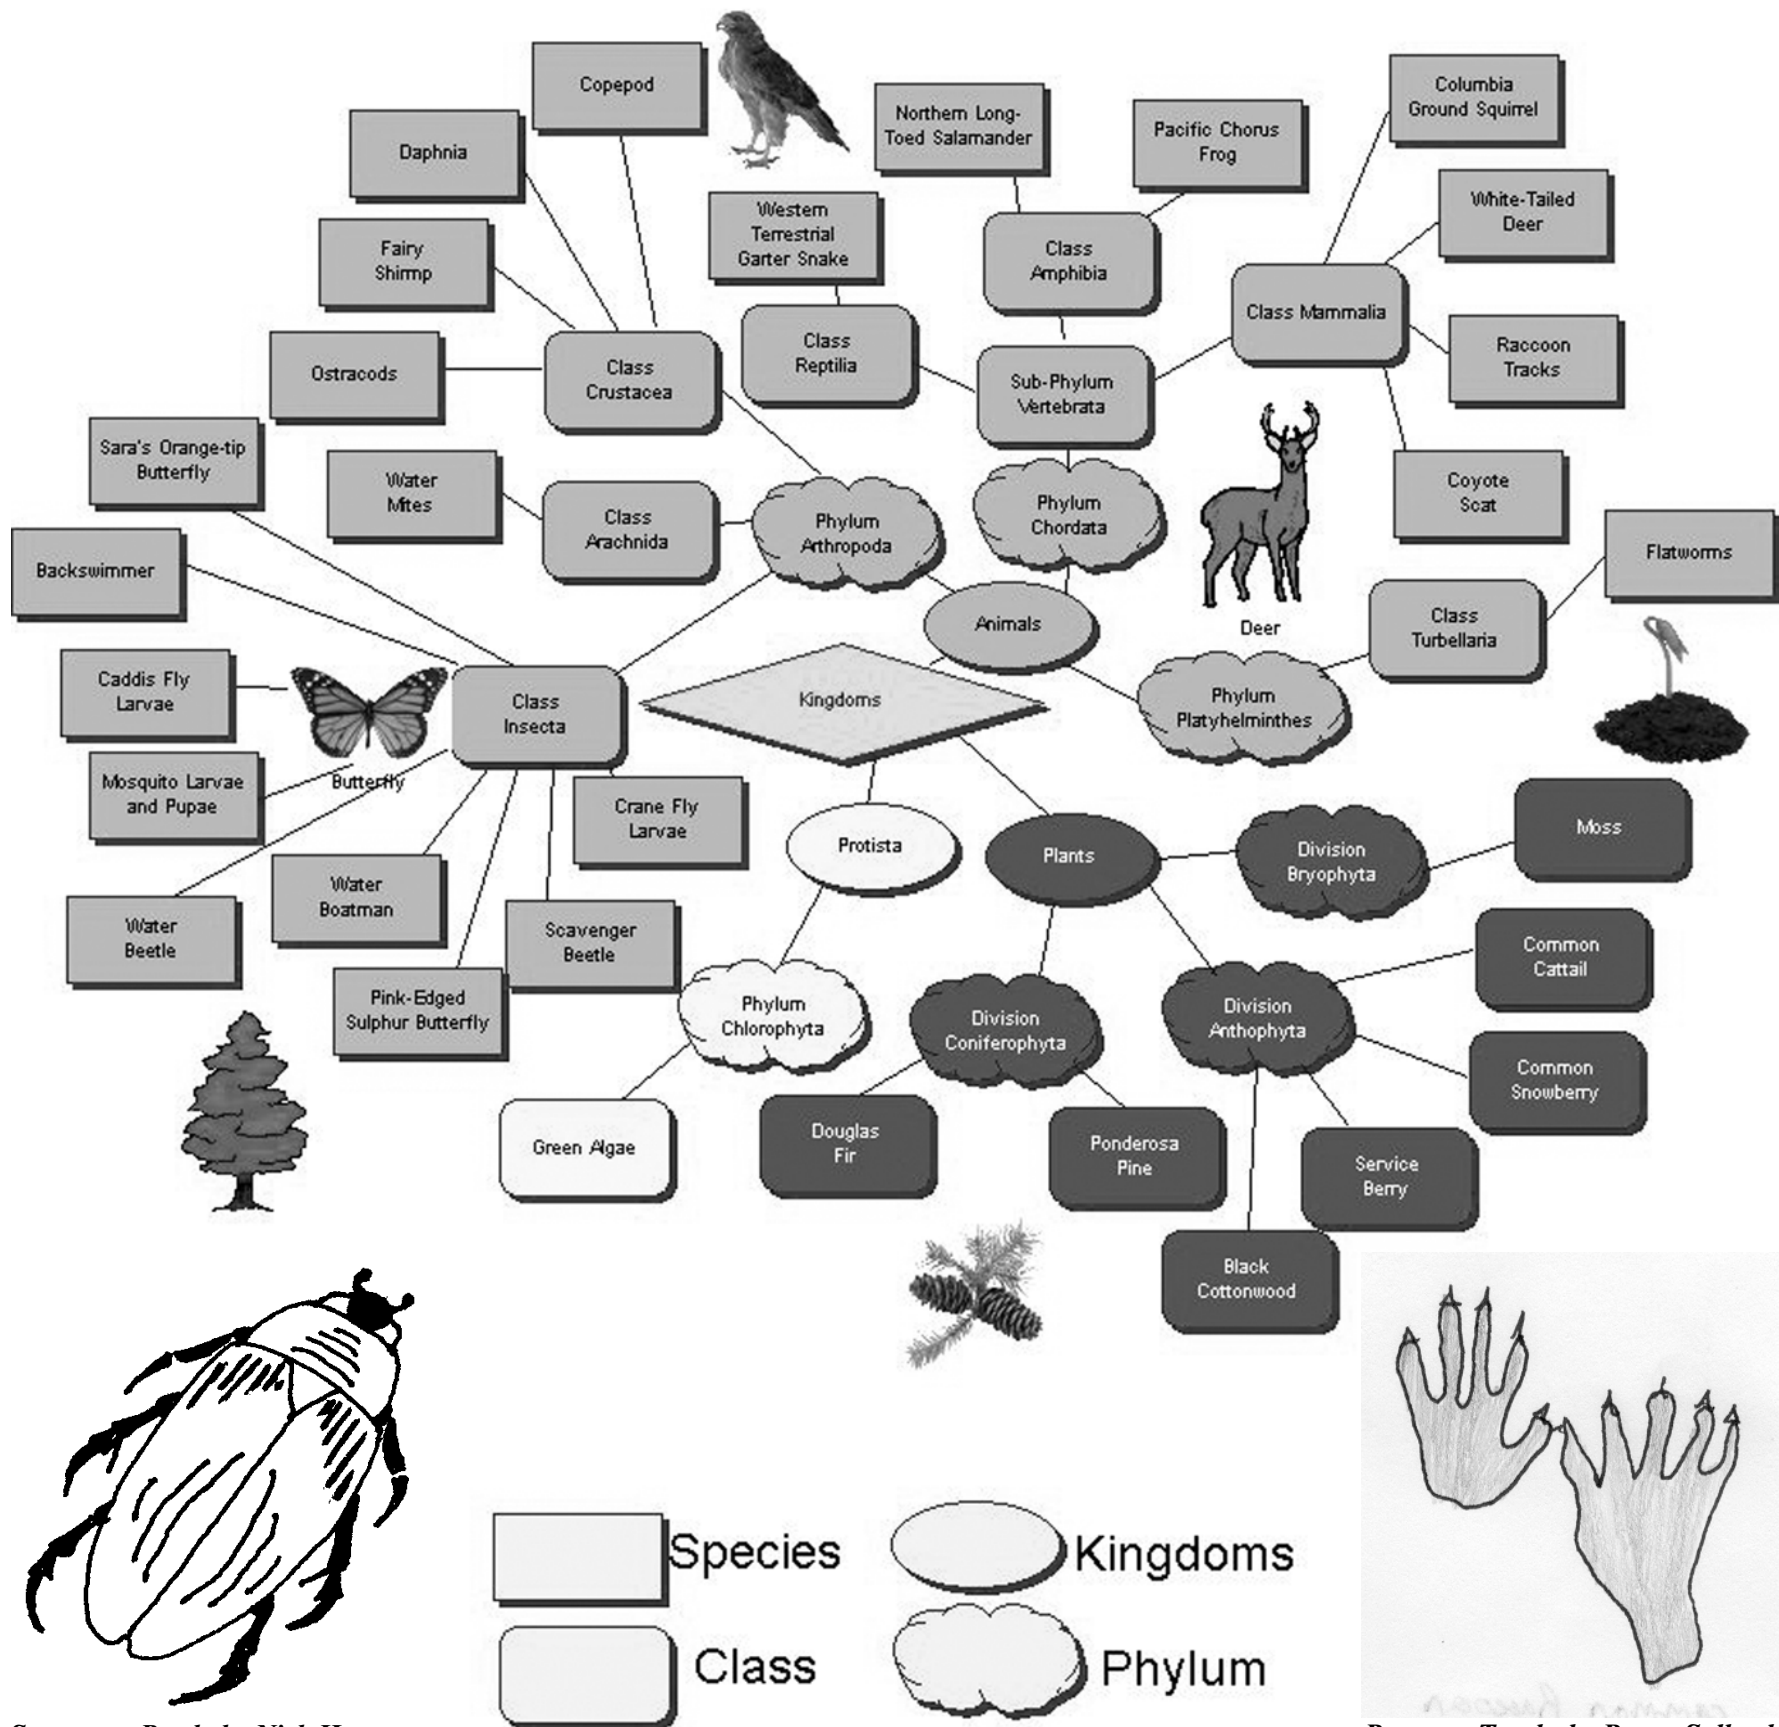 Copepod
Daphnia
Fairy
Shirmp
Ostracods
Class
Crustacea
Western
Terrestrial
Garter Snake
Class
Reptilia
Northern Long-
Toed Salamander
Pacific Chorus
Frog
Class
Amphibia
Sub-Phylum
Vertebrata
Columbia
Ground Squirrel
White-Tailed
Deer
Class Mammalia
Raccoon
Tracks
Coyote
Scat
Sara's Orange-tip
Butterfly
Water
Mites
Class
Arachnida
Phylum
Arthropoda
Phylum
Chordata
Flatworms
Backswimmer
Animals
Deer
Class
Turbellaria
Caddis Fly
Larvae
Class
Insecta
Kingdoms
Phylum
Platyhelminthes
Mosquito Larvae
and Pupae
Butterfly
Crane Fly
Larvae
Protista
Plants
Division
Bryophyta
Moss
Water
Beetle
Water
Boatman
Scavenger
Beetle
Pink-Edged
Sulphur Butterfly
Phylum
Chlorophyta
Division
Coniferophyta
Division
Anthophyta
Common
Cattail
Common
Snowberry
Green Algae
Douglas
Fir
Ponderosa
Pine
Service
Berry
Black
Cottonwood
Species
Kingdoms
Class
Phylum